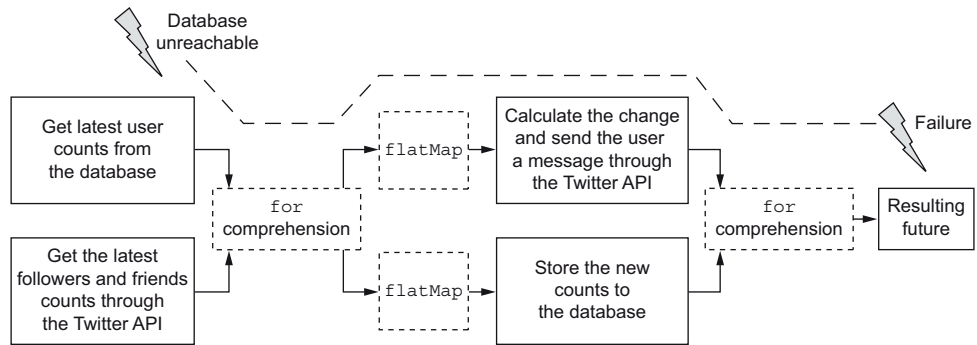 Database
unreachable
Get latest user
counts from
the database
Get the latest
followers and friends
counts through
the Twitter API
for
comprehension
flatMap
flatMap
Calculate the change
and send the user
a message through
the Twitter API
Store the new
counts to
the database
for
comprehension
Failure
Resulting
future